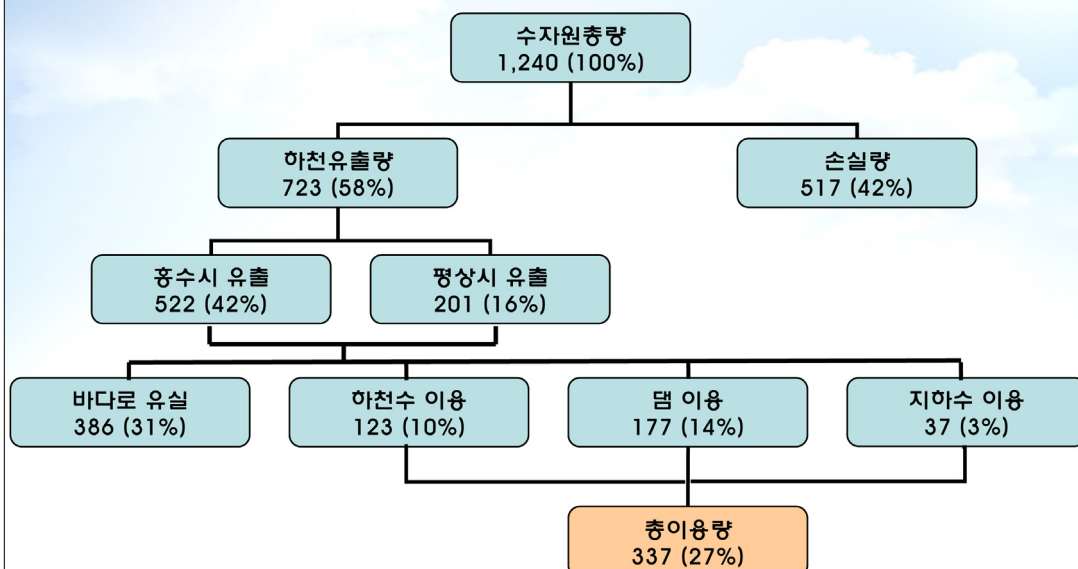 수자원총량
1,240 (100%)
하천유출량
723 (58%)
손실량
517 (42%)
홍수시 유출
522 (42%)
평상시 유출
201 (16%)
바다로 유실
386 (31%)
하천수 이용
123 (10%)
댐 이용
177 (14%)
지하수 이용
37 (3%)
총이용량
337 (27%)